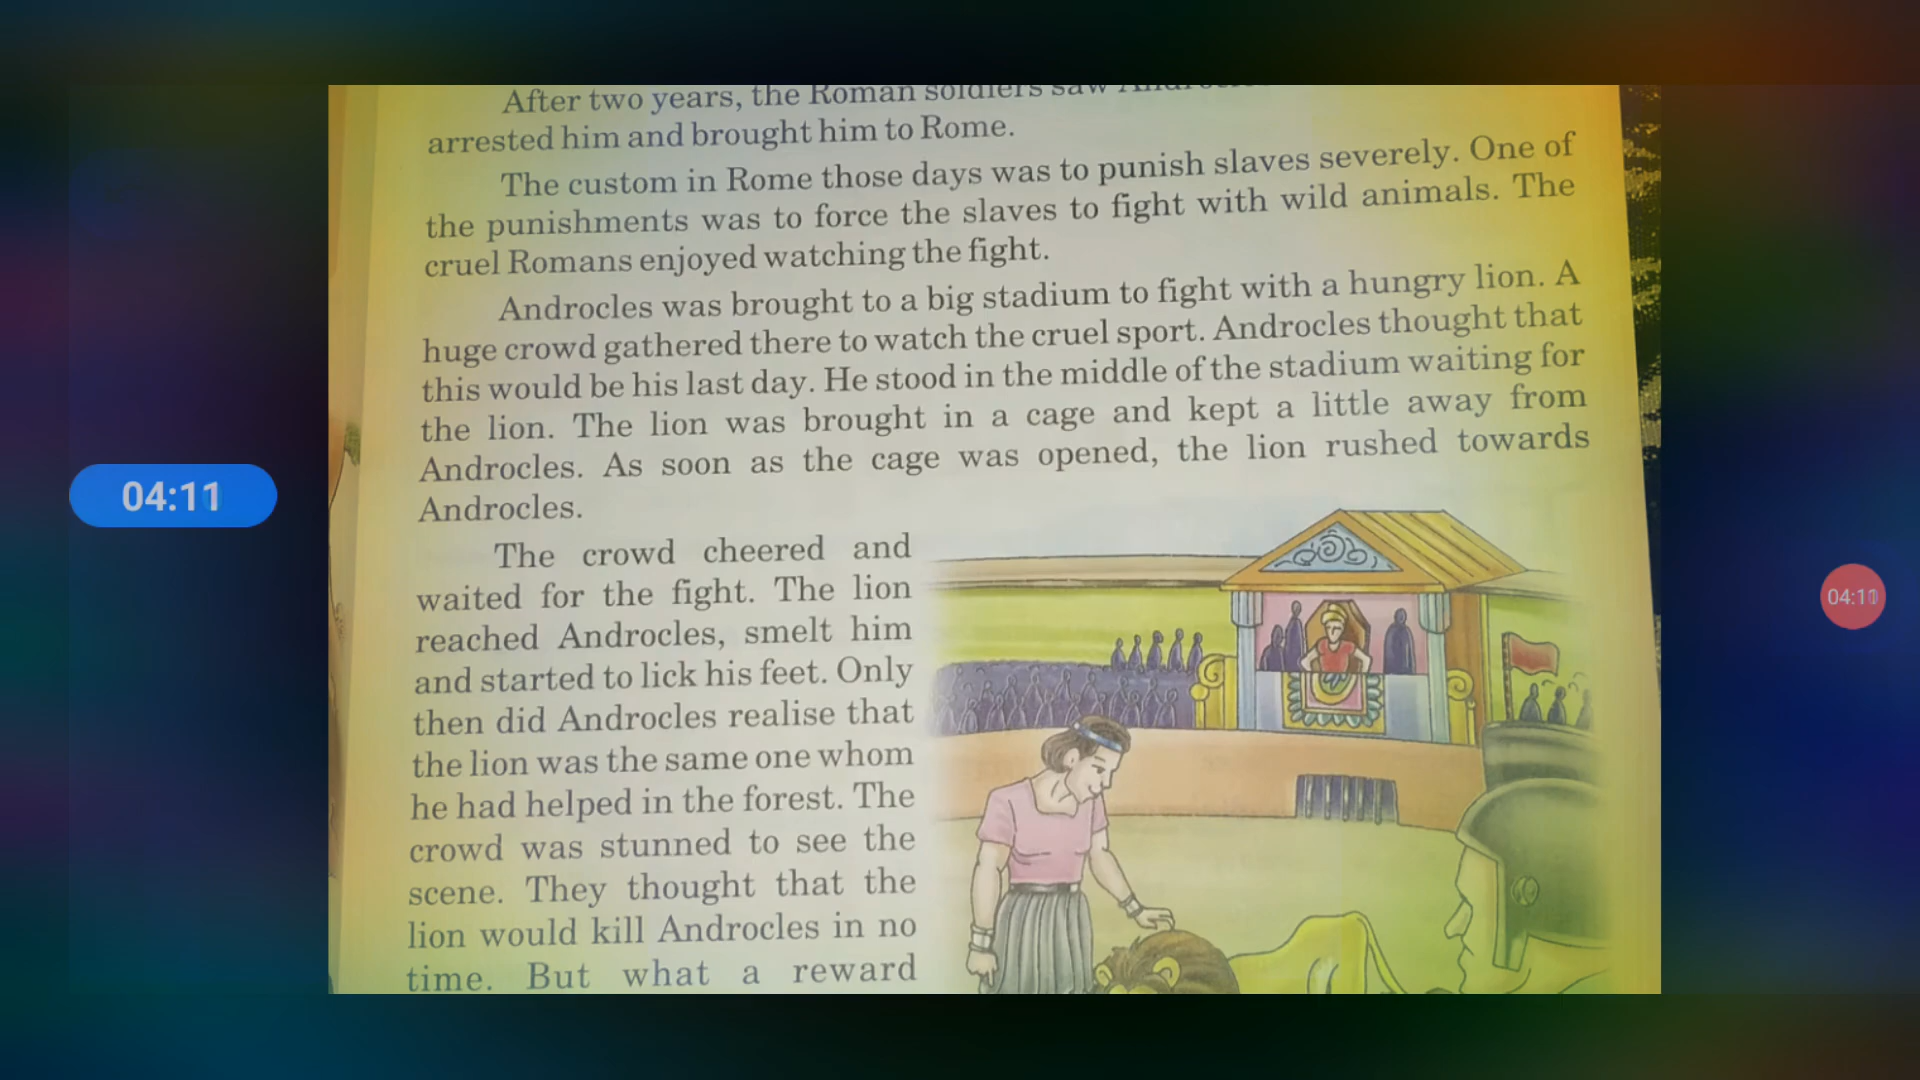 After two years, the Roman soldiers saw
arrested him and brought him to Rome.
The custom in Rome those days was to punish slaves severely. One of
the punishments was to force the slaves to fight with wild animals. The
cruel Romans enjoyed watching the fight.
Androcles was brought to a big stadium to fight with a hungry lion. A
huge crowd gathered there to watch the cruel sport. Androcles thought that
this would be his last day. He stood in the middle of the stadium waiting for
the lion. The lion was brought in a cage and kept a little away from
Androcles. As soon as the cage was opened, the lion rushed towards
Androcles.
The crowd cheered and
waited for the fight. The lion
reached Androcles, smelt him
and started to lick his feet. Only
then did Androcles realise that
the lion was the same one whom
he had helped in the forest. The
crowd was stunned to see the
scene. They thought that the
lion would kill Androcles in no
time. But what a reward
04:11